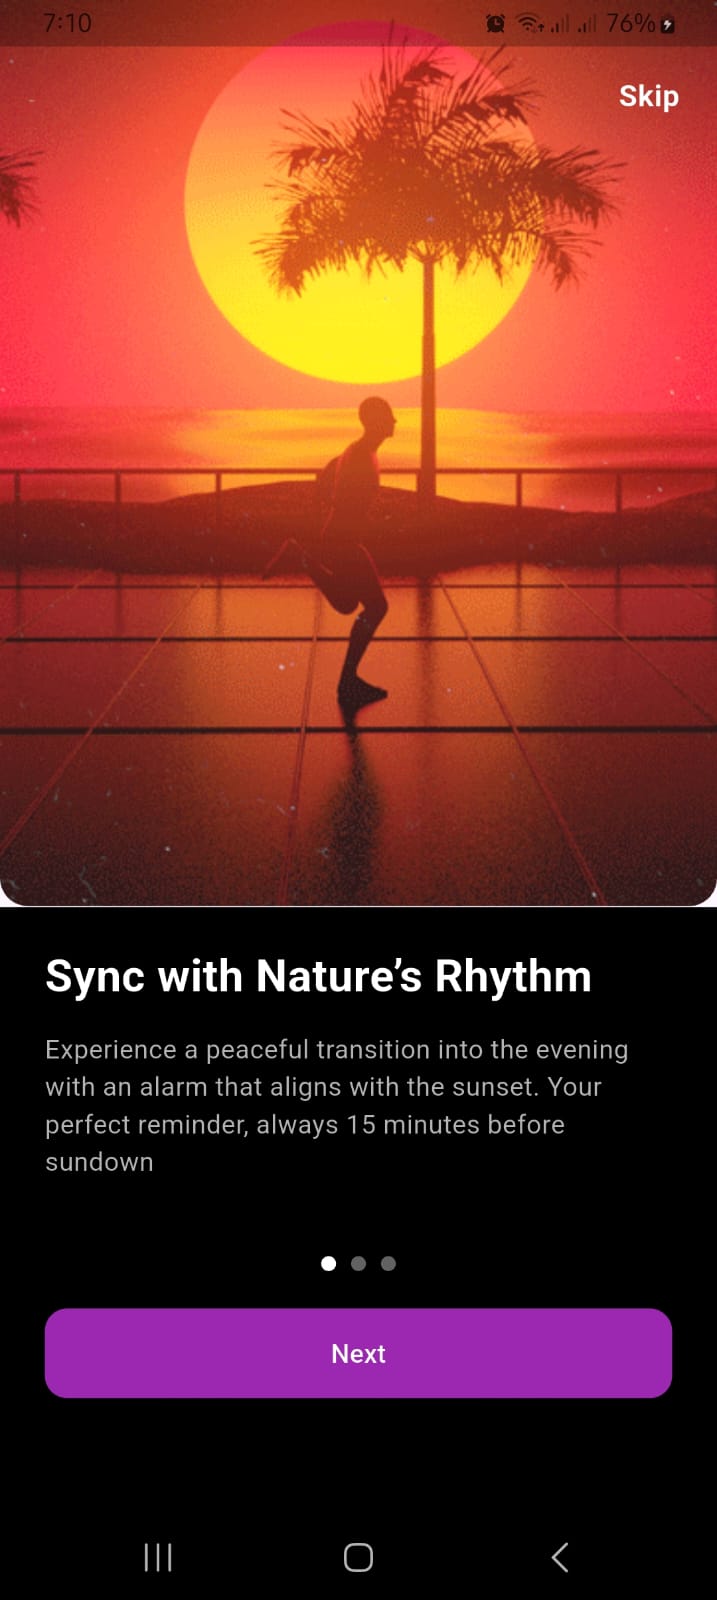 7:10
76%
Skip
Sync with Nature’s Rhythm
Experience a peaceful transition into the evening
with an alarm that aligns with the sunset. Your
perfect reminder, always 15 minutes before
sundown
Next